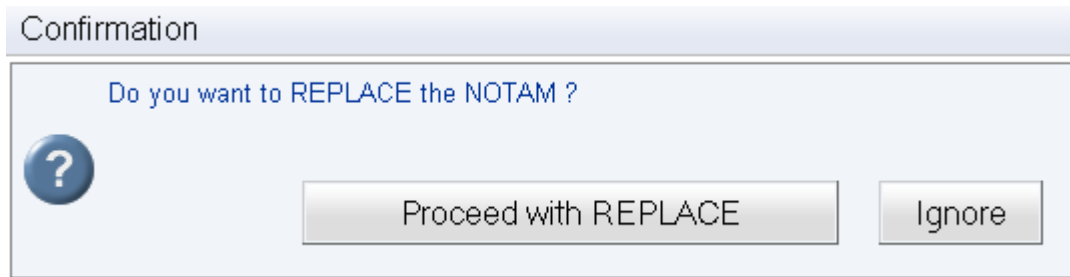 Confirmation
Do you want to REPLACE the NOTAM ?
?
Proceed with REPLACE Ignore